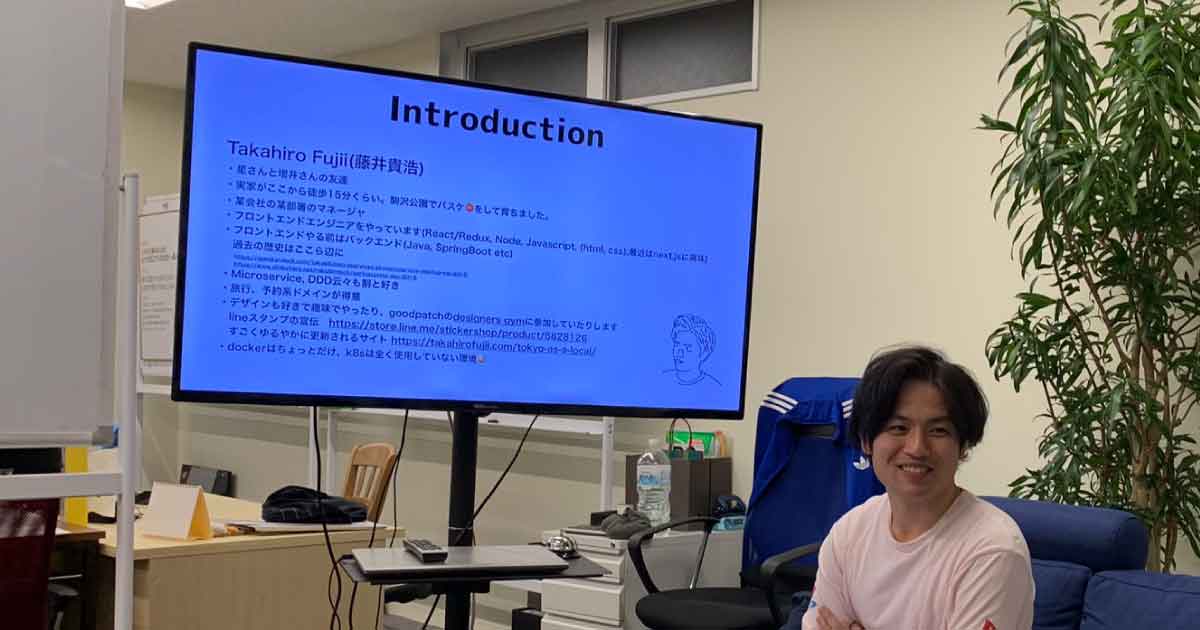 Introduction
Takahiro Fujii(藤井貴浩)
・星さんと増井さんの友達
・実家がここから徒歩15分ぐらい。駒沢公園でバスケ🏀をして育ちました。
・某会社の某部署のマネージャ
・フロントエンドエンジニアをやっています(React/Redux, Node, Javascript, (html, css),最近はnext.jsに興味)
・フロントエンドやる前はバックエンド(Java, SpringBoot etc)
過去の歴史はここら辺に
・Microservice, DDD云々も割と好き
・旅行、予約系ドメインが得意
・デザインも好きで趣味でやったり、goodpatchのdesigners gymに参加していたりします
lineスタンプの宣伝 https://store.line.me/stickershop/product/5628126
すごくゆるやかに更新されるサイト https://takahirofujii.com/tokyo-as-a-local/
・dockerはちょっとだけ、k8sは全く使用していない環境